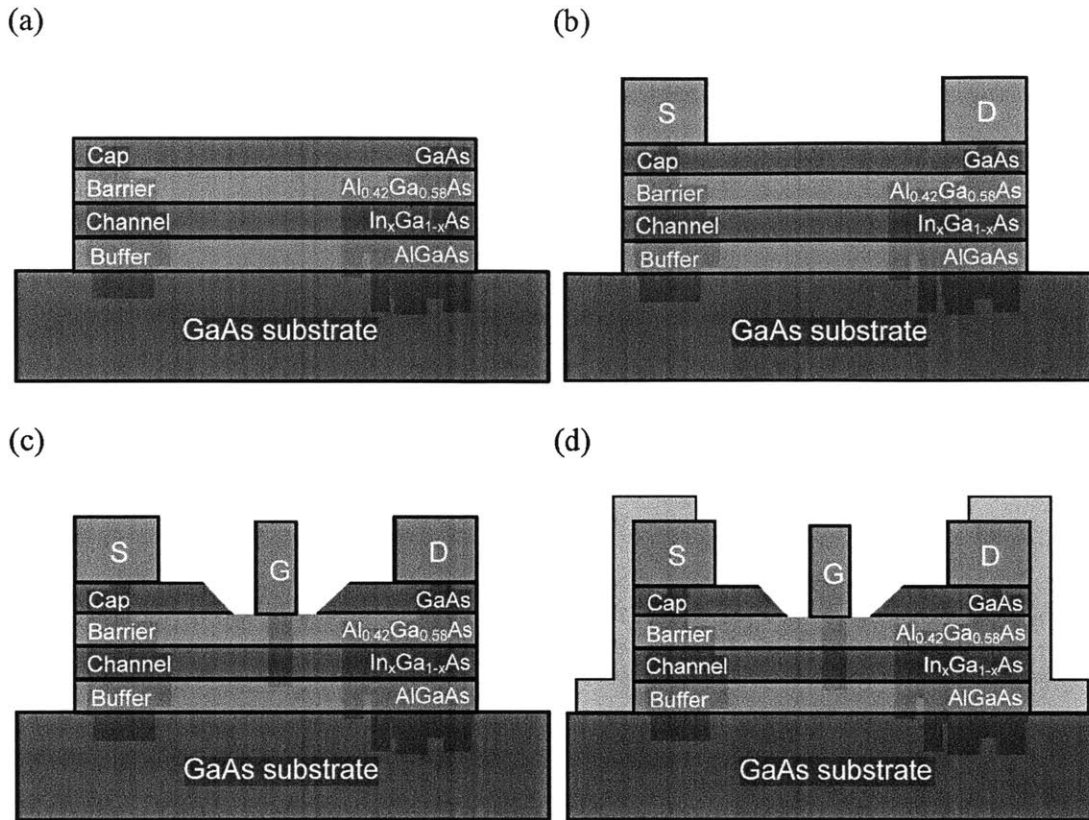 (a)
Cap GaAs
Barrier Al₀.₄₂Ga₀.₅₈As
Channel InₓGa₁₋ₓAs
Buffer AlGaAs
GaAs substrate
(b)
S D
Cap GaAs
Barrier Al₀.₄₂Ga₀.₅₈As
Channel InₓGa₁₋ₓAs
Buffer AlGaAs
GaAs substrate
(c)
S G D
Cap GaAs
Barrier Al₀.₄₂Ga₀.₅₈As
Channel InₓGa₁₋ₓAs
Buffer AlGaAs
GaAs substrate
(d)
S G D
Cap GaAs
Barrier Al₀.₄₂Ga₀.₅₈As
Channel InₓGa₁₋ₓAs
Buffer AlGaAs
GaAs substrate